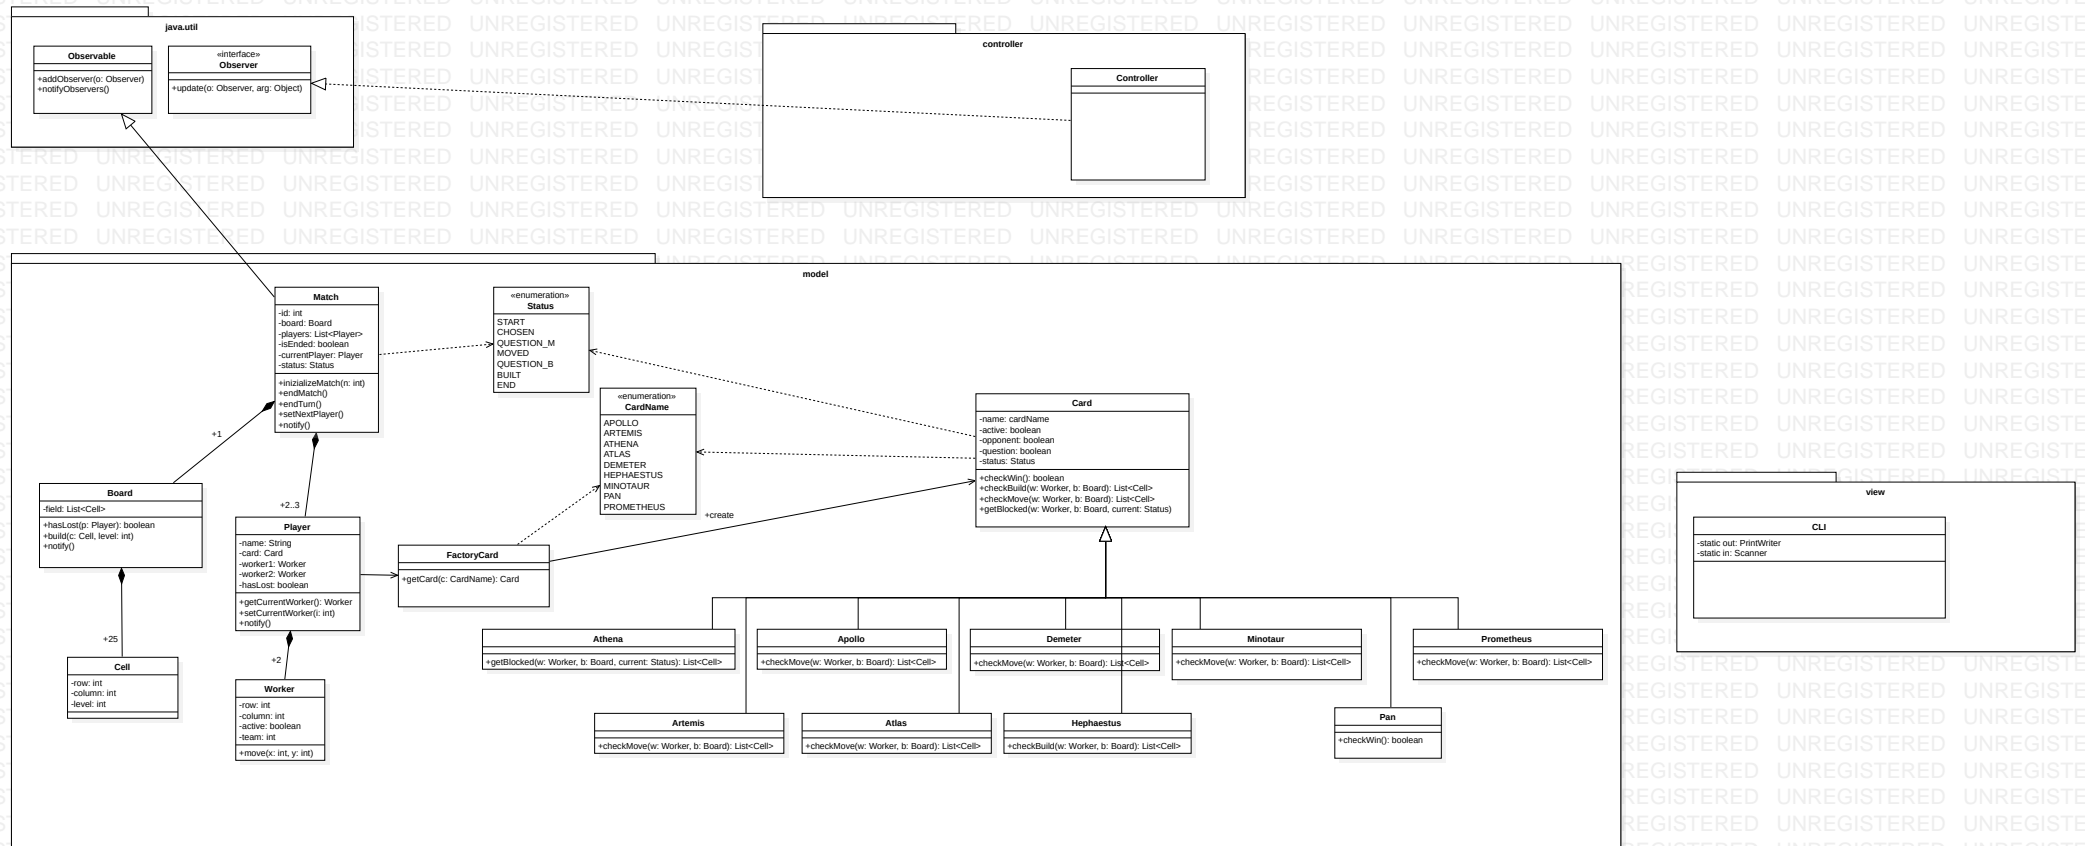 java.util
Observable
+addObserver(o: Observer)
+notifyObservers()
«interface»
Observer
+update(o: Observer, arg: Object)
controller
Controller
model
Match
-id: int
-board: Board
-players: List<Player>
-isEnded: boolean
-currentPlayer: Player
-status: Status
+inizializeMatch(n: int)
+endMatch()
+endTurn()
+setNextPlayer()
+notify()
«enumeration»
Status
START
CHOSEN
QUESTION_M
MOVED
QUESTION_B
BUILT
END
«enumeration»
CardName
APOLLO
ARTEMIS
ATHENA
ATLAS
DEMETER
HEPHAESTUS
MINOTAUR
PAN
PROMETHEUS
Card
-name: cardName
-active: boolean
-opponent: boolean
-question: boolean
-status: Status
+checkWin(): boolean
+checkBuild(w: Worker, b: Board): List<Cell>
+checkMove(w: Worker, b: Board): List<Cell>
+getBlocked(w: Worker, b: Board, current: Status)
+1
+2..3
+create
Board
-field: List<Cell>
+hasLost(p: Player): boolean
+build(c: Cell, level: int)
+notify()
Player
-name: String
-card: Card
-worker1: Worker
-worker2: Worker
-hasLost: boolean
+getCurrentWorker(): Worker
+setCurrentWorker(i: int)
+notify()
FactoryCard
+getCard(c: CardName): Card
+25
+2
Cell
-row: int
-column: int
-level: int
Worker
-row: int
-column: int
-active: boolean
-team: int
+move(x: int, y: int)
Athena
+getBlocked(w: Worker, b: Board, current: Status): List<Cell>
Apollo
+checkMove(w: Worker, b: Board): List<Cell>
Demeter
+checkMove(w: Worker, b: Board): List<Cell>
Minotaur
+checkMove(w: Worker, b: Board): List<Cell>
Prometheus
+checkMove(w: Worker, b: Board): List<Cell>
Artemis
+checkMove(w: Worker, b: Board): List<Cell>
Atlas
+checkMove(w: Worker, b: Board): List<Cell>
Hephaestus
+checkBuild(w: Worker, b: Board): List<Cell>
Pan
+checkWin(): boolean
view
CLI
-static out: PrintWriter
-static in: Scanner
UNREGISTERED